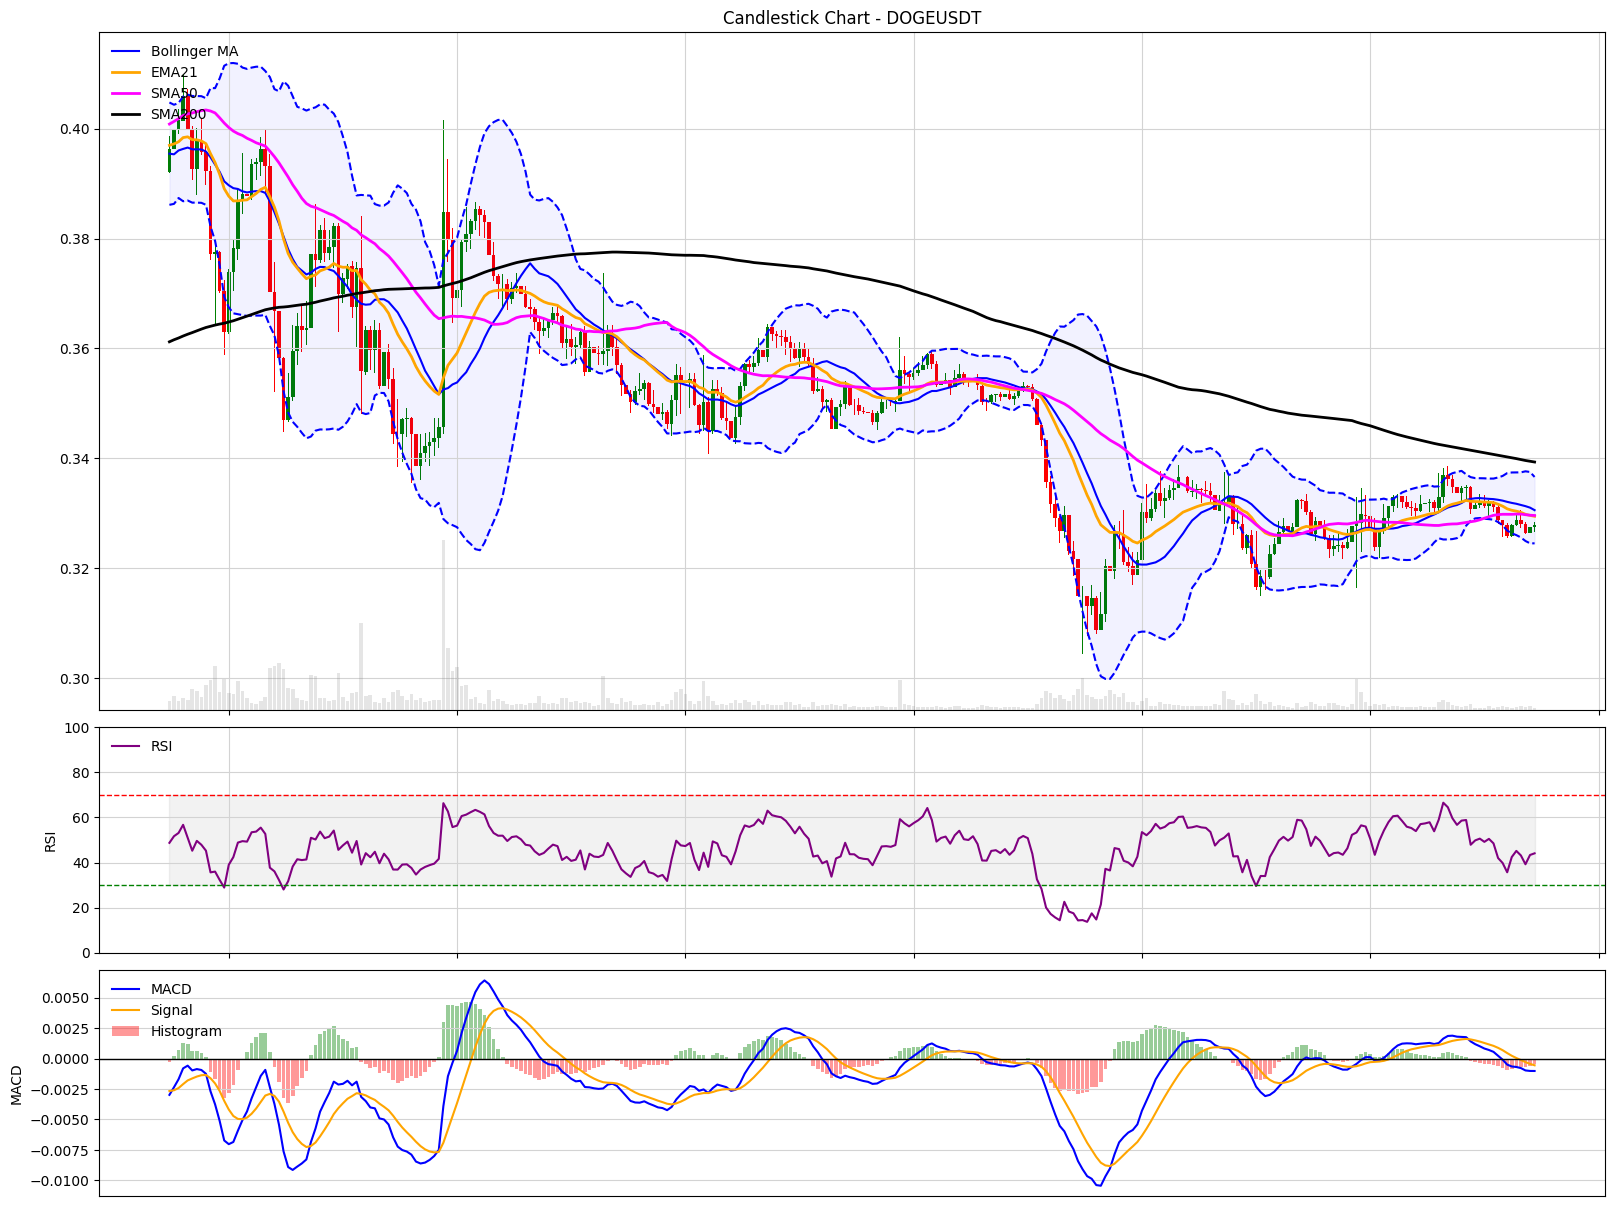 Candlestick Chart - DOGEUSDT
Bollinger MA
EMA21
SMA50
SMA200
0.40
0.38
0.36
0.34
0.32
0.30
RSI
100
80
60
40
20
0
RSI
MACD
Signal
Histogram
0.0050
0.0025
0.0000
−0.0025
−0.0050
−0.0075
−0.0100
MACD